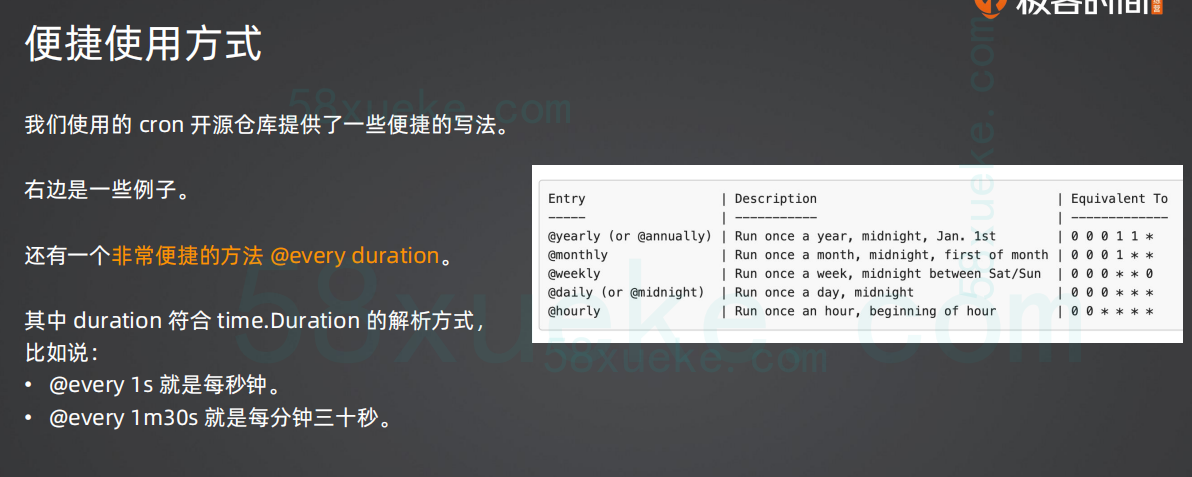 极客时间
便捷使用方式
58xueke.com
我们使用的 cron 开源仓库提供了一些便捷的写法。
右边是一些例子。
还有一个非常便捷的方法 @every duration。
其中 duration 符合 time.Duration 的解析方式，
比如说：
• @every 1s 就是每秒钟。
• @every 1m30s 就是每分钟三十秒。
Entry | Description | Equivalent To
----- | ----------- | -------------
@yearly (or @annually) | Run once a year, midnight, Jan. 1st | 0 0 0 1 1 *
@monthly | Run once a month, midnight, first of month | 0 0 0 1 * *
@weekly | Run once a week, midnight between Sat/Sun | 0 0 0 * * 0
@daily (or @midnight) | Run once a day, midnight | 0 0 0 * * *
@hourly | Run once an hour, beginning of hour | 0 0 * * * *
58xueke.com
58xueke.com
58xueke.com